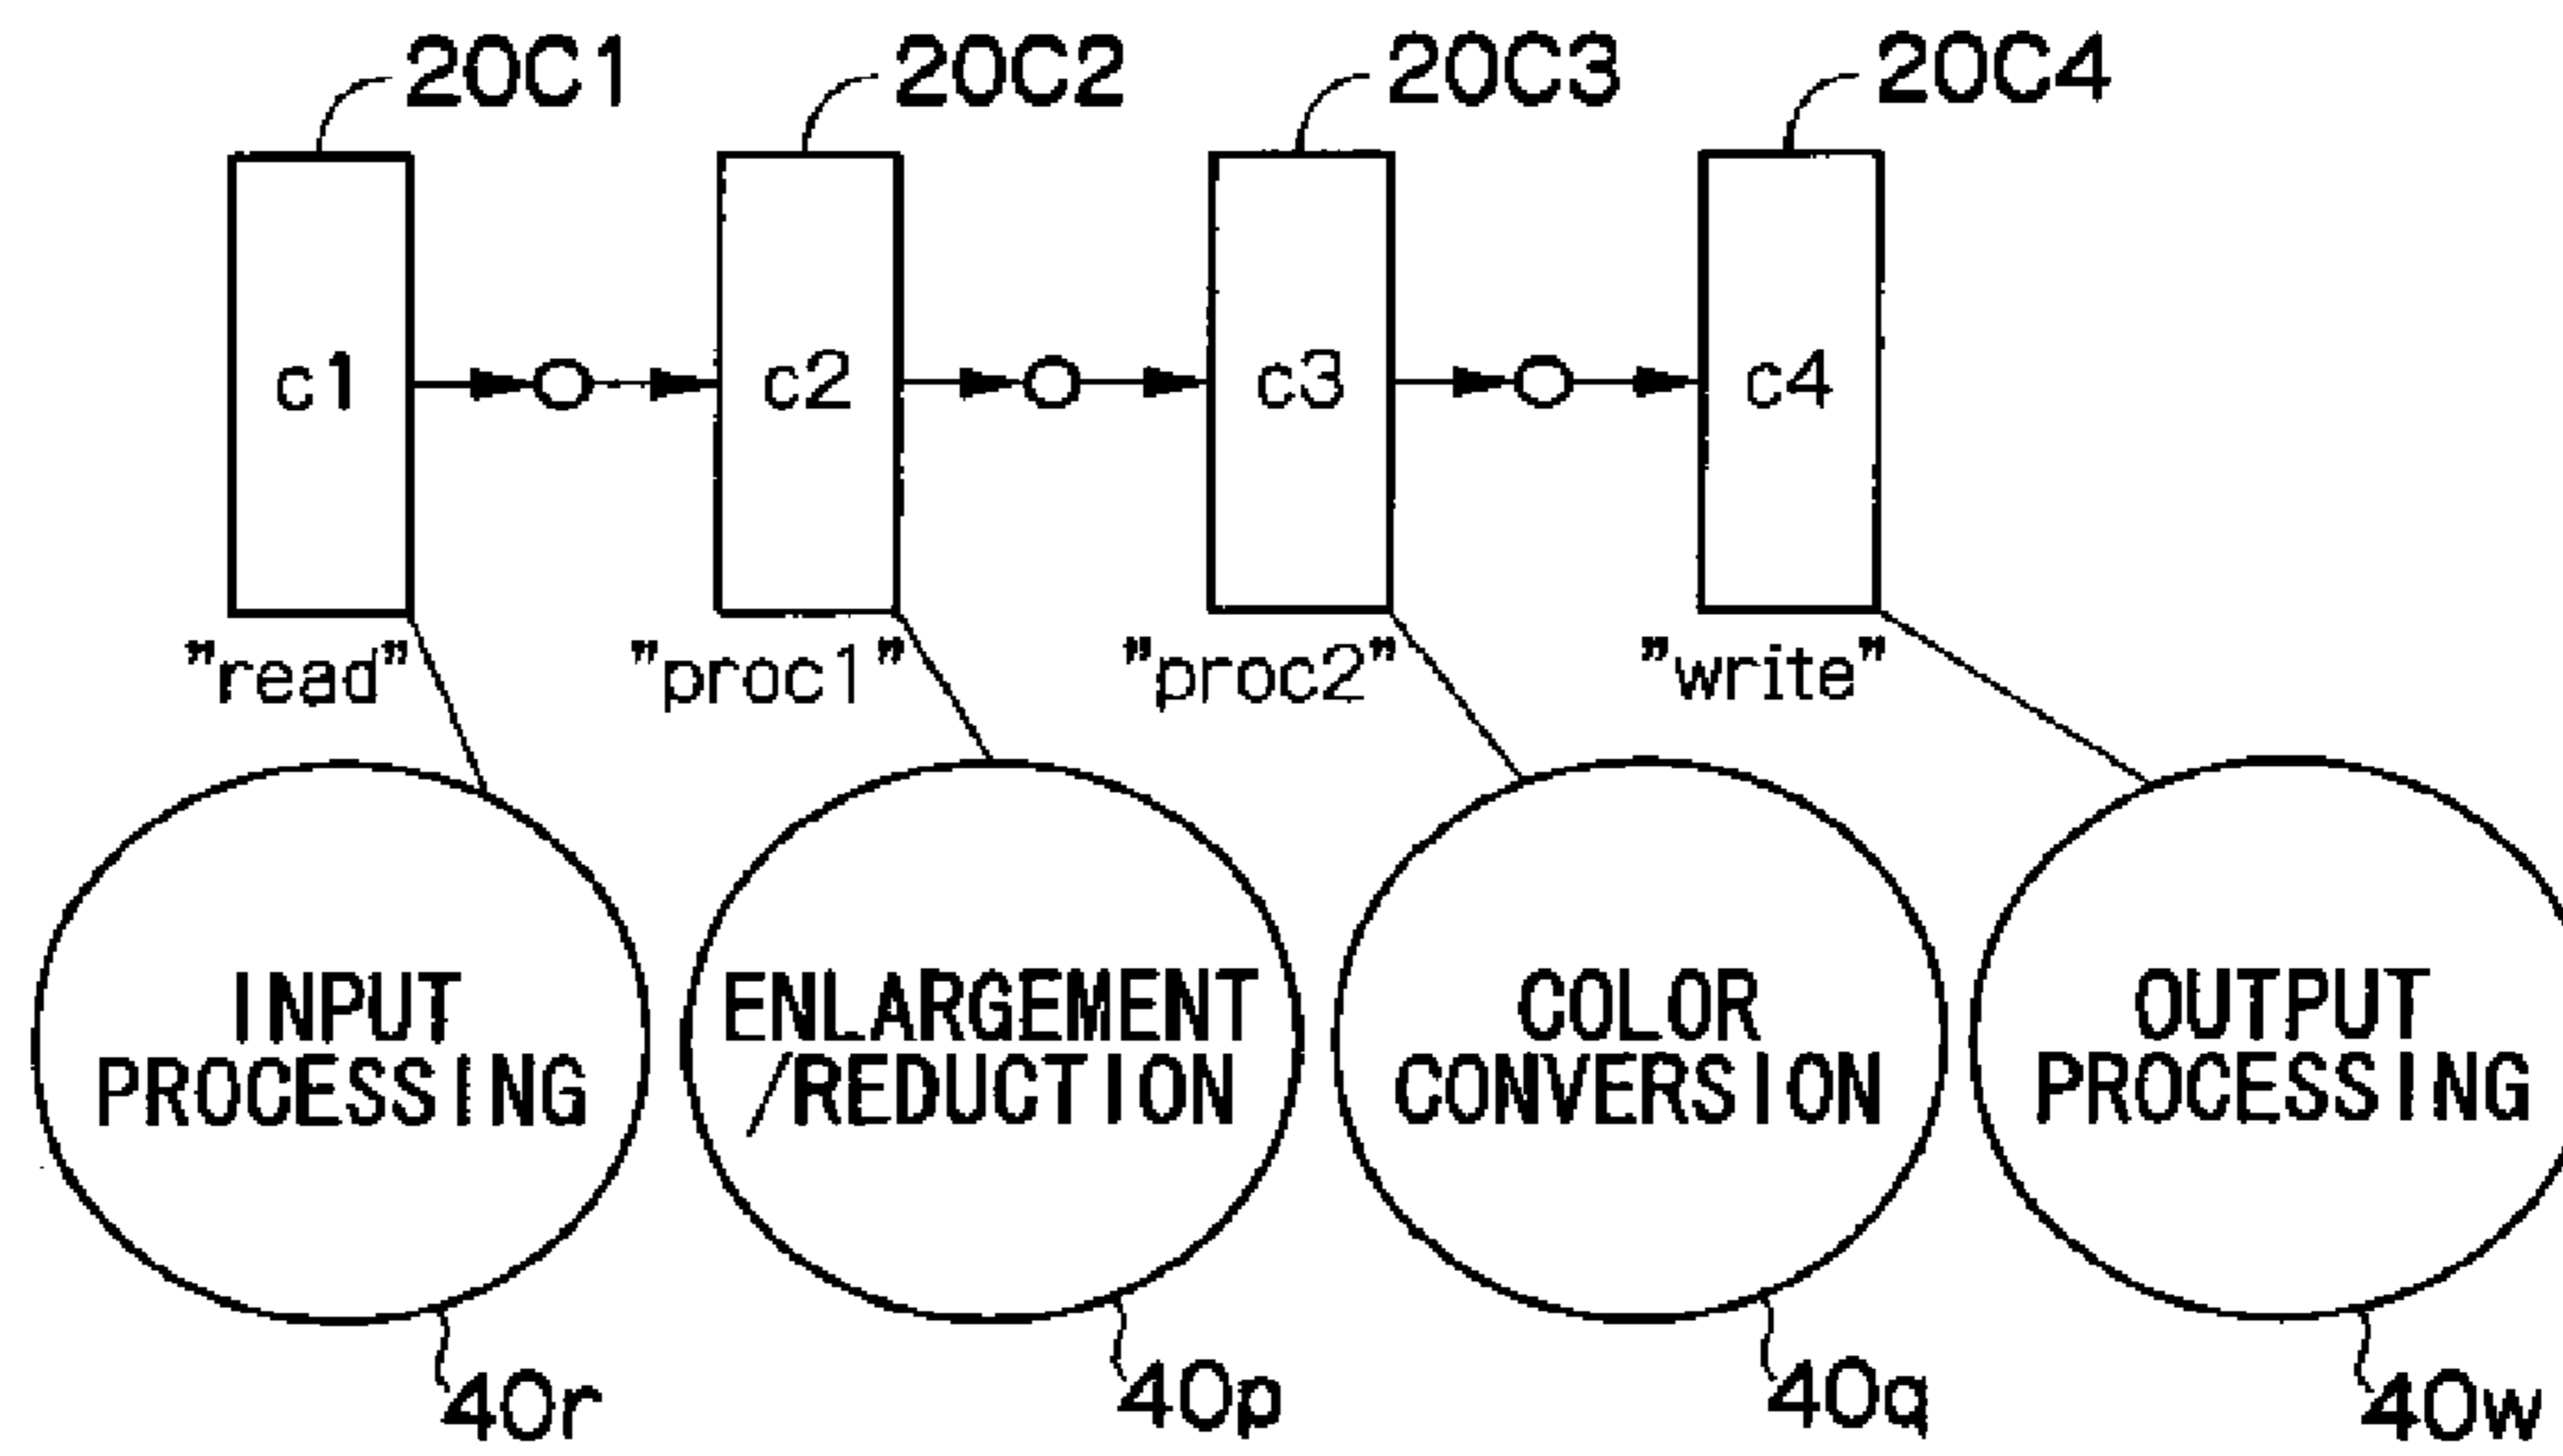 20C1 20C2 20C3 20C4
c1 c2 c3 c4
"read" "proc1" "proc2" "write"
INPUT ENLARGEMENT COLOR OUTPUT
PROCESSING /REDUCTION CONVERSION PROCESSING
40r 40p 40q 40w